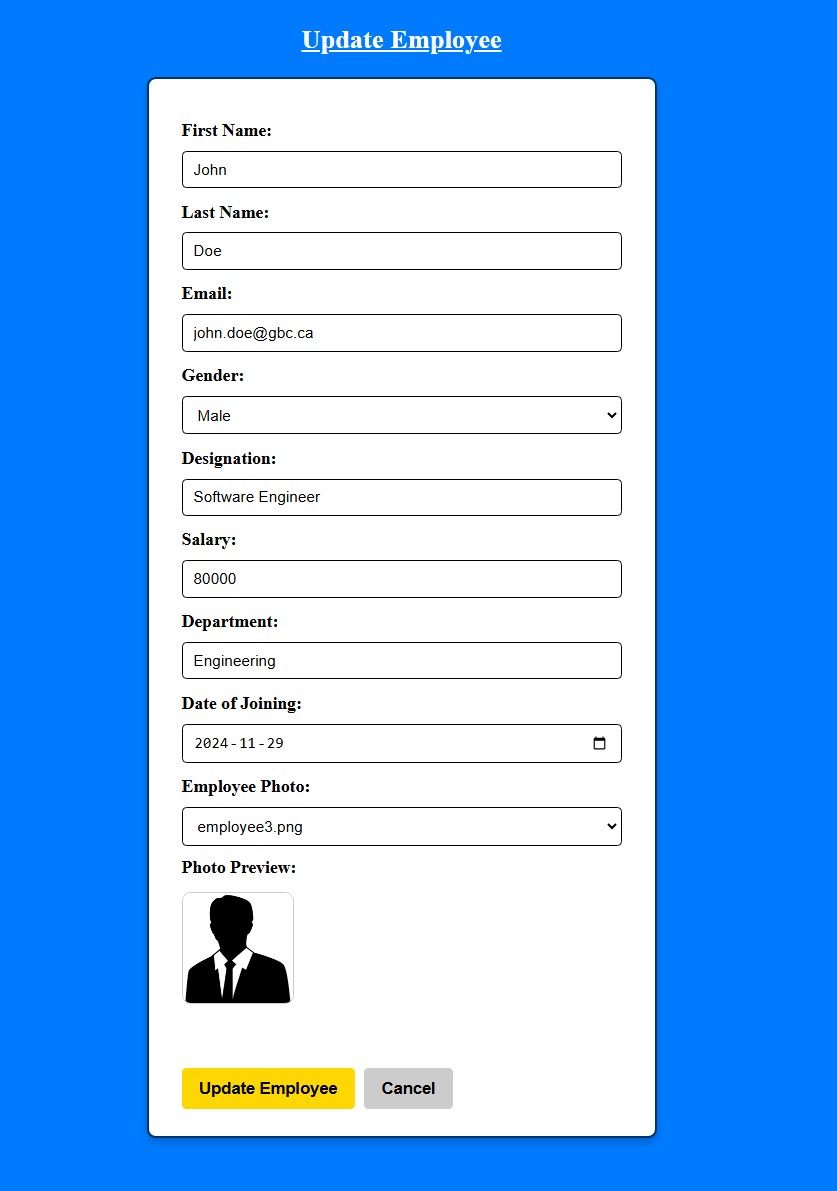 Update Employee
First Name:
John
Last Name:
Doe
Email:
john.doe@gbc.ca
Gender:
Male
Designation:
Software Engineer
Salary:
80000
Department:
Engineering
Date of Joining:
2024-11-29
Employee Photo:
employee3.png
Photo Preview:
Update Employee Cancel